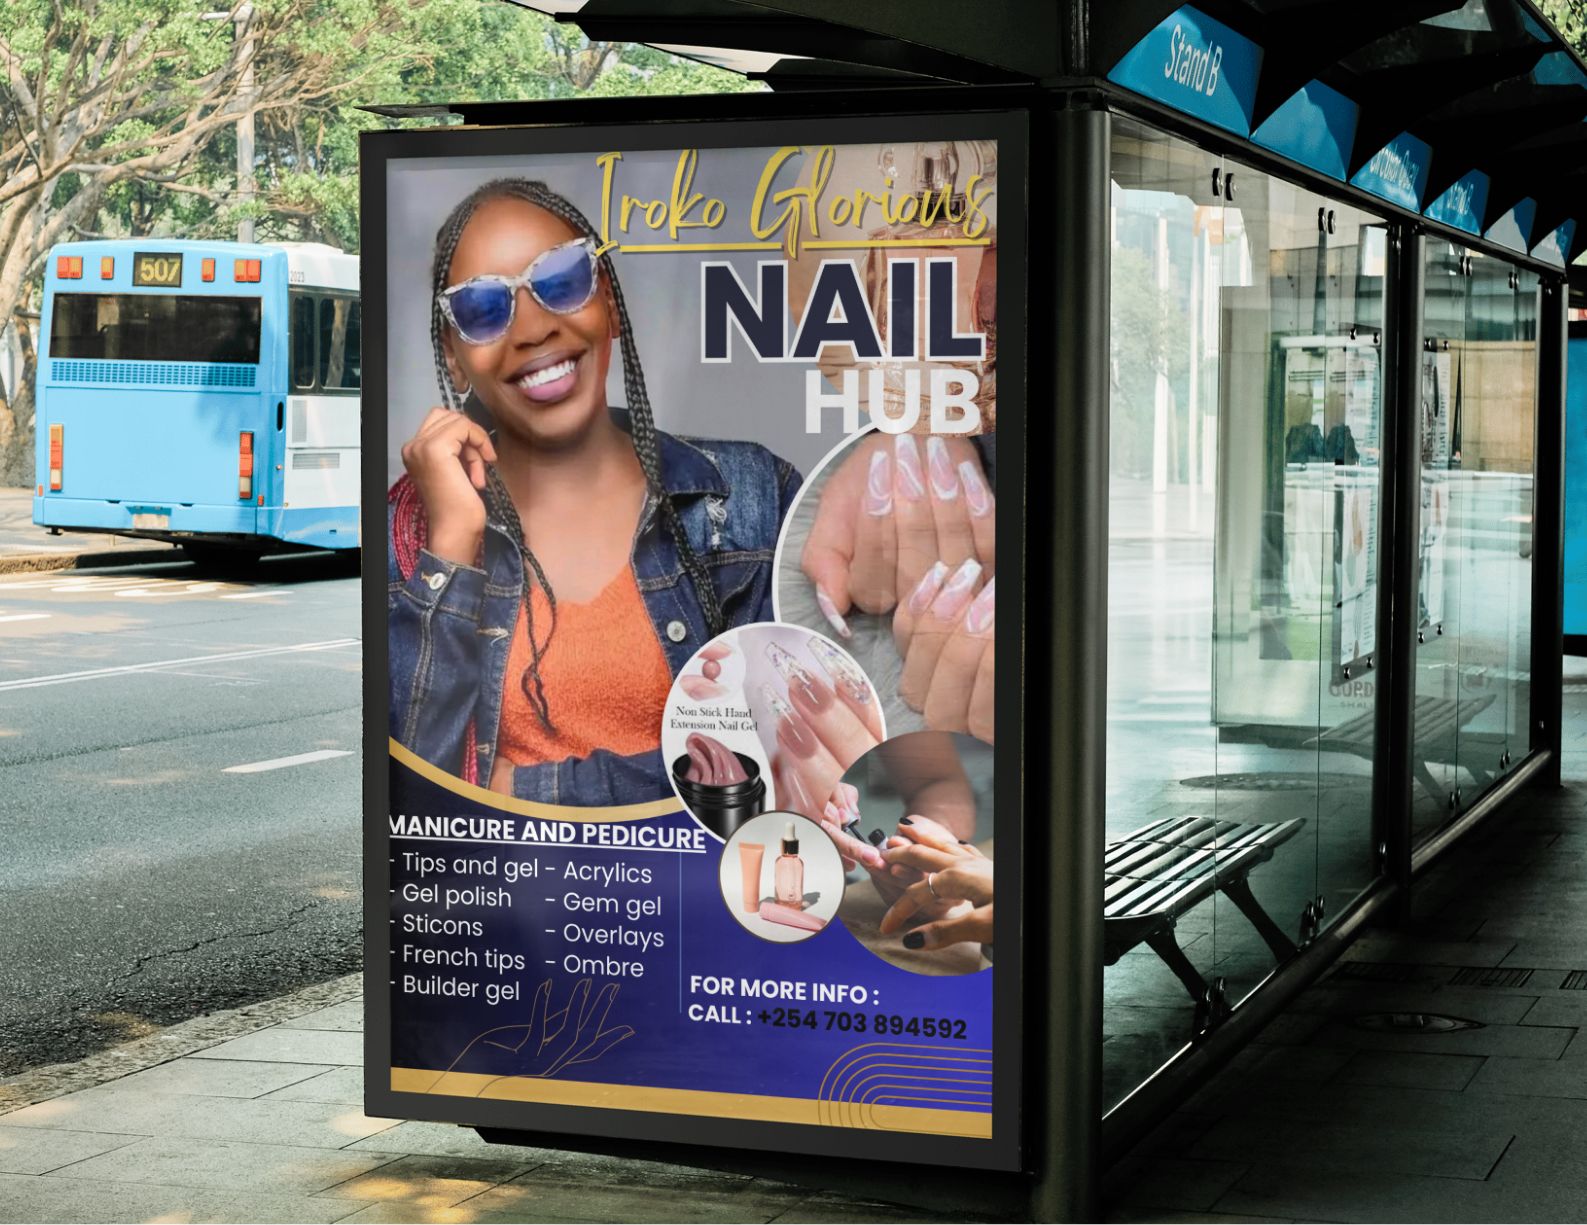 Stand B
507
2023
Iroko Glorious
NAIL
HUB
Non Stick Hand
Extension Nail Gel
MANICURE AND PEDICURE
- Tips and gel
- Gel polish
- Sticons
- French tips
- Builder gel
- Acrylics
- Gem gel
- Overlays
- Ombre
FOR MORE INFO :
CALL : +254 703 894592